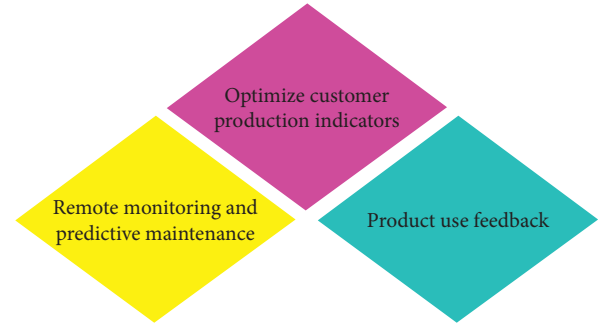 Optimize customer
production indicators
Remote monitoring and
predictive maintenance
Product use feedback